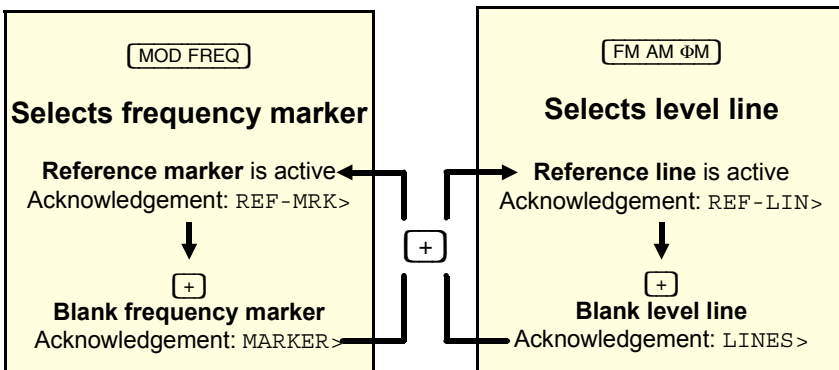 MOD FREQ
Selects frequency marker
Reference marker is active
Acknowledgement: REF-MRK>
+
Blank frequency marker
Acknowledgement: MARKER>
+
FM AM ΦM
Selects level line
Reference line is active
Acknowledgement: REF-LIN>
+
Blank level line
Acknowledgement: LINES>